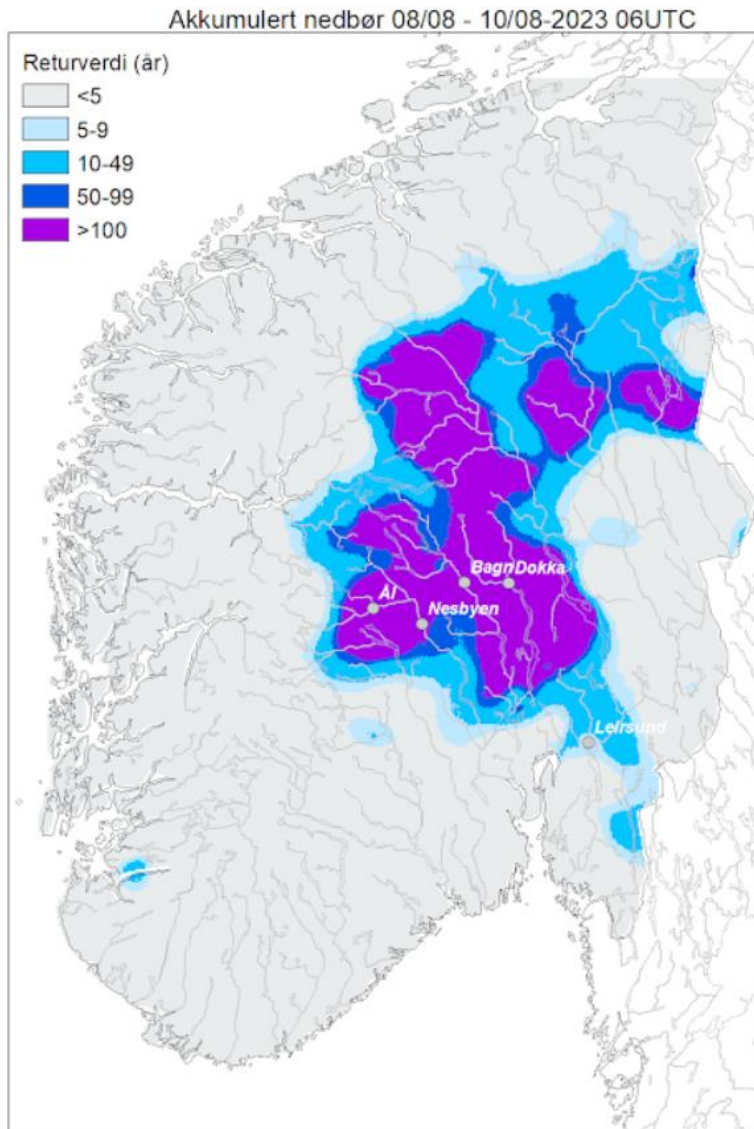 Akkumulert nedbør 08/08 - 10/08-2023 06UTC
Returverdi (år)
<5
5-9
10-49
50-99
>100
Bagn Dokka
Ål
Nesbyen
Leirsund